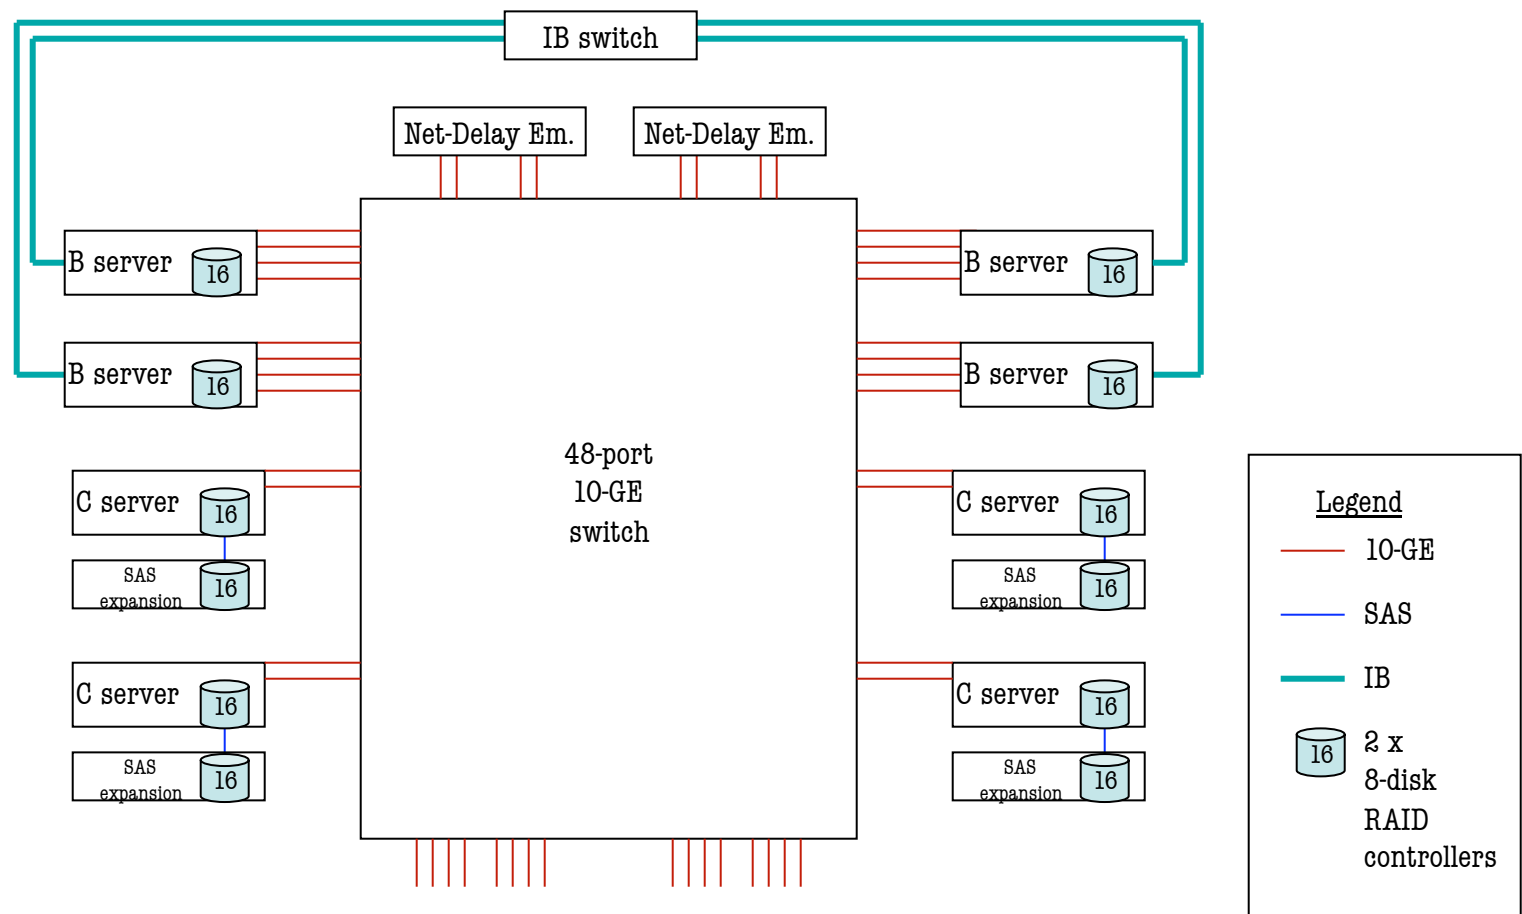 IB switch
Net-Delay Em.
Net-Delay Em.
B server
16
B server
16
B server
16
B server
16
48-port
10-GE
switch
C server
16
SAS
expansion
16
C server
16
SAS
expansion
16
C server
16
SAS
expansion
16
C server
16
SAS
expansion
16
Legend
10-GE
SAS
IB
16
2 x
8-disk
RAID
controllers